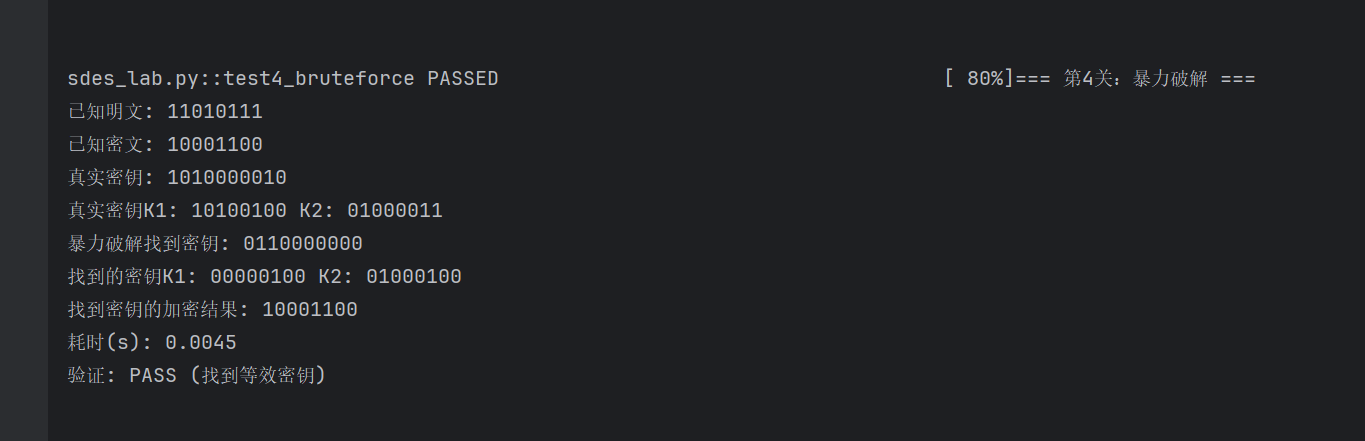 sdes_lab.py::test4_bruteforce PASSED [ 80%]=== 第4关：暴力破解 ===
已知明文: 11010111
已知密文: 10001100
真实密钥: 1010000010
真实密钥K1: 10100100 K2: 01000011
暴力破解找到密钥: 0110000000
找到的密钥K1: 00000100 K2: 01000100
找到密钥的加密结果: 10001100
耗时(s): 0.0045
验证: PASS (找到等效密钥)